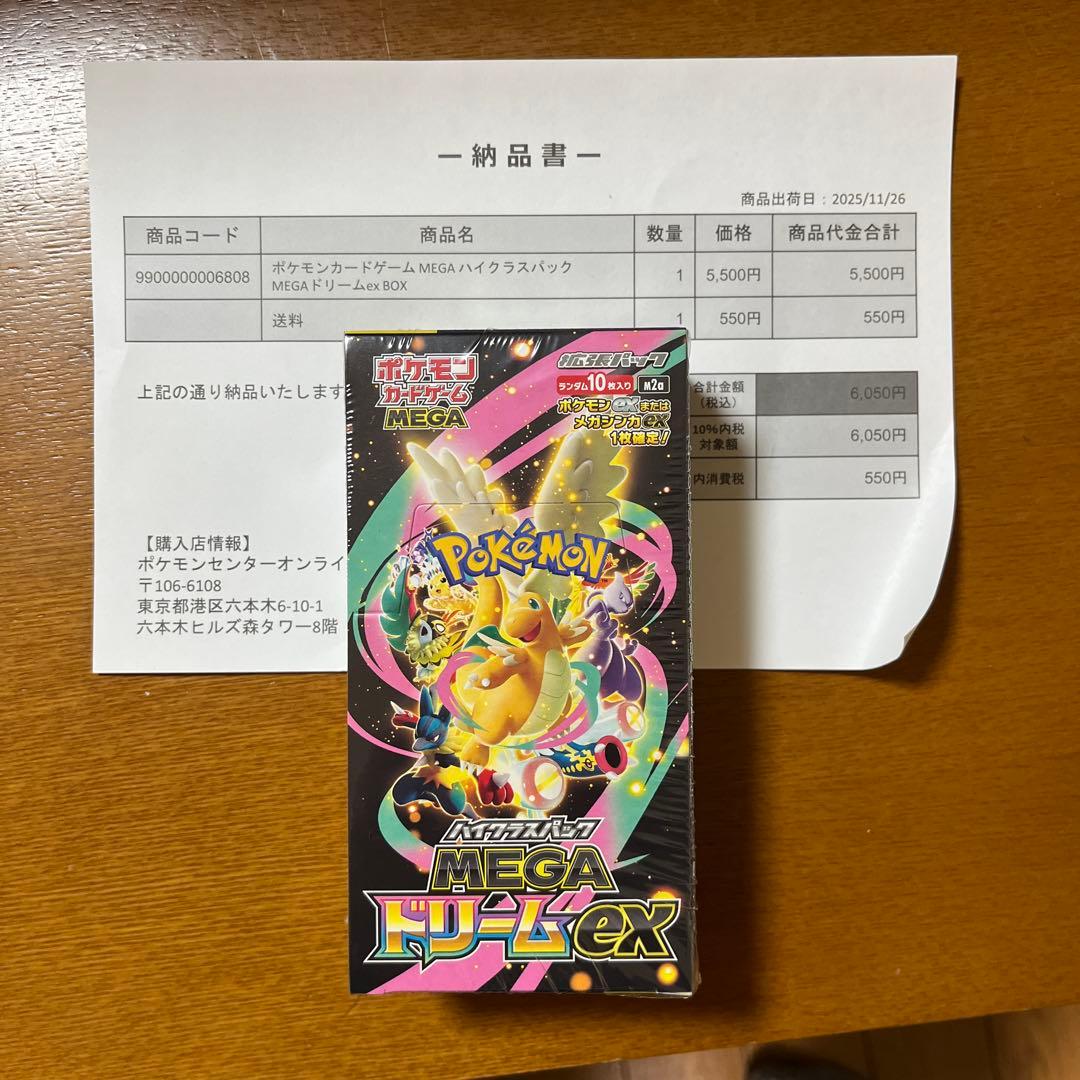 ー 納 品 書 ー
商品出荷日：2025/11/26
商品コード 商品名 数量 価格 商品代金合計
9900000006808 ポケモンカードゲーム MEGA ハイクラスパック 1 5,500円 5,500円
MEGAドリームex BOX
送料 1 550円 550円
上記の通り納品いたします
合計金額 6,050円
（税込）
10%内税 6,050円
対象額
内消費税 550円
【購入店情報】
ポケモンセンターオンライ
〒106-6108
東京都港区六本木6-10-1
六本木ヒルズ森タワー8階
ポケモン
カードゲーム
MEGA
拡張パック
ランダム10枚入り M2a
ポケモンexまたは
メガシンカex
1枚確定!
POKéMON
ハイクラスパック
MEGA
ドリームex